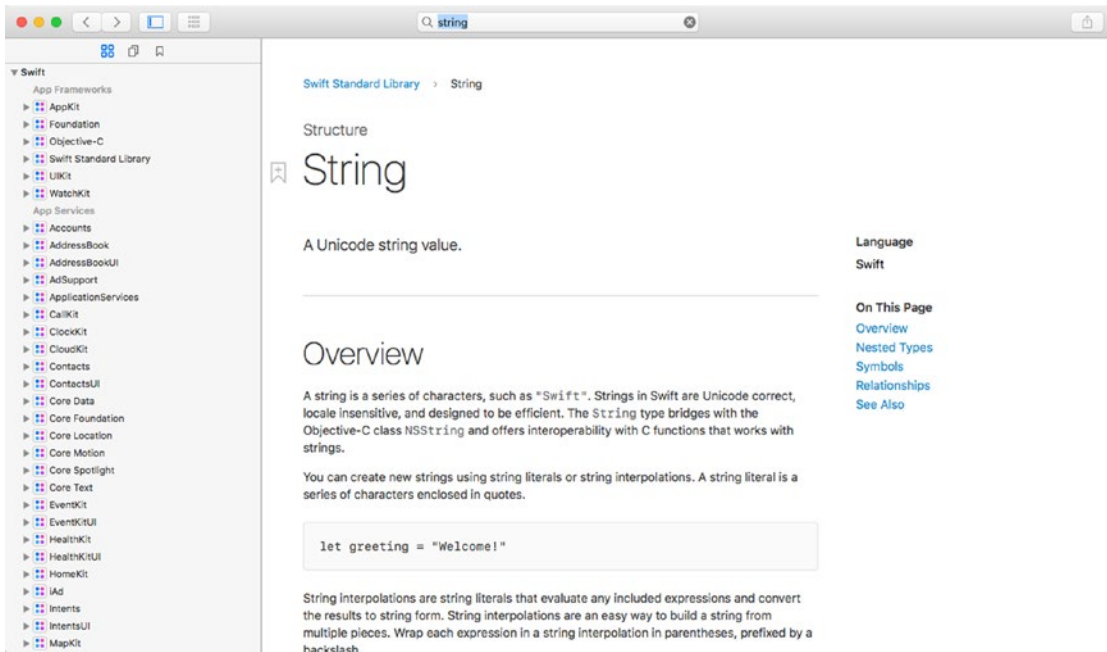 string
Swift
App Frameworks
AppKit
Foundation
Objective-C
Swift Standard Library
UIKit
WatchKit
App Services
Accounts
AddressBook
AddressBookUI
AdSupport
ApplicationServices
CallKit
ClockKit
CloudKit
Contacts
ContactsUI
Core Data
Core Foundation
Core Location
Core Motion
Core Spotlight
Core Text
EventKit
EventKitUI
HealthKit
HealthKitUI
HomeKit
iAd
Intents
IntentsUI
MapKit
Swift Standard Library > String
Structure
String
A Unicode string value.
Overview
A string is a series of characters, such as "Swift". Strings in Swift are Unicode correct,
locale insensitive, and designed to be efficient. The String type bridges with the
Objective-C class NSString and offers interoperability with C functions that works with
strings.
You can create new strings using string literals or string interpolations. A string literal is a
series of characters enclosed in quotes.
let greeting = "Welcome!"
String interpolations are string literals that evaluate any included expressions and convert
the results to string form. String interpolations are an easy way to build a string from
multiple pieces. Wrap each expression in a string interpolation in parentheses, prefixed by a
backslash.
Language
Swift
On This Page
Overview
Nested Types
Symbols
Relationships
See Also